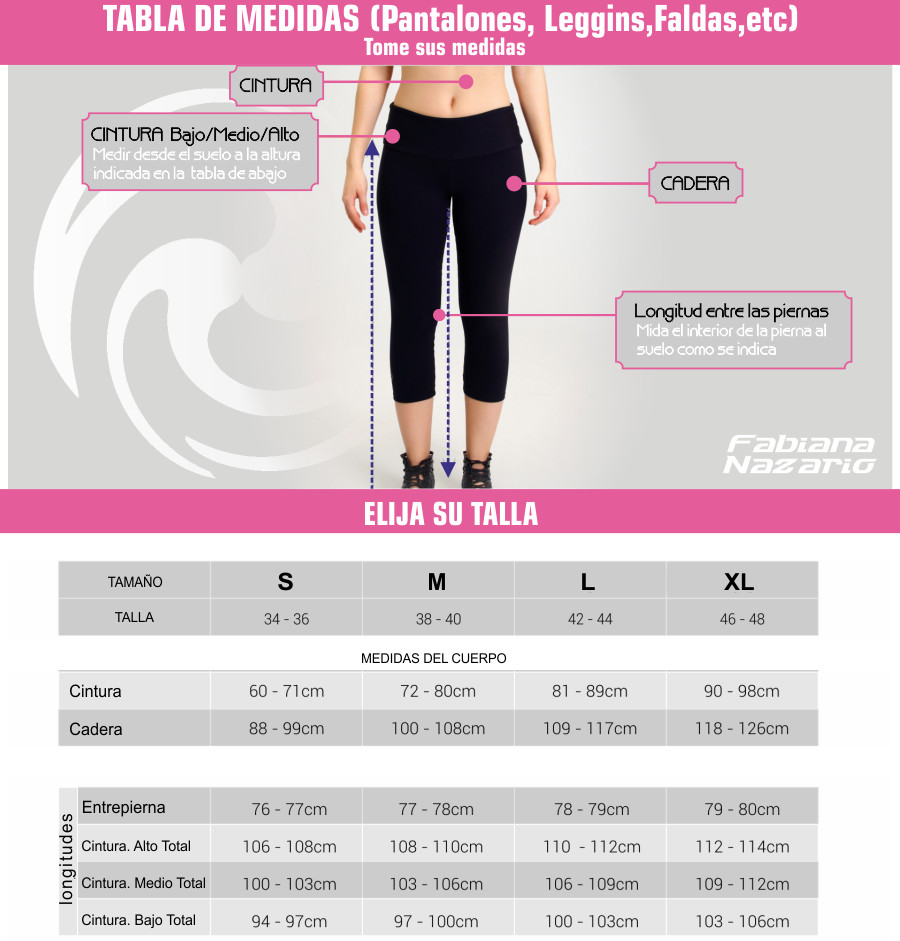 TABLA DE MEDIDAS (Pantalones, Leggins,Faldas,etc)
Tome sus medidas
CINTURA
CINTURA Bajo/Medio/Alto
Medir desde el suelo a la altura
indicada en la tabla de abajo
CADERA
Longitud entre las piernas
Mida el interior de la pierna al
suelo como se indica
Fabiana
Nazario
ELIJA SU TALLA
TAMAÑO S M L XL
TALLA 34 - 36 38 - 40 42 - 44 46 - 48
MEDIDAS DEL CUERPO
Cintura 60 - 71cm 72 - 80cm 81 - 89cm 90 - 98cm
Cadera 88 - 99cm 100 - 108cm 109 - 117cm 118 - 126cm
longitudes
Entrepierna 76 - 77cm 77 - 78cm 78 - 79cm 79 - 80cm
Cintura. Alto Total 106 - 108cm 108 - 110cm 110 - 112cm 112 - 114cm
Cintura. Medio Total 100 - 103cm 103 - 106cm 106 - 109cm 109 - 112cm
Cintura. Bajo Total 94 - 97cm 97 - 100cm 100 - 103cm 103 - 106cm